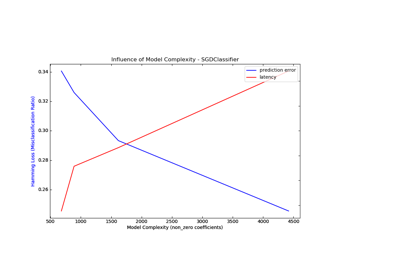 Influence of Model Complexity - SGDClassifier
prediction error
latency
0.34
0.32
0.30
0.28
0.26
Hamming Loss (Misclassification Ratio)
500 1000 1500 2000 2500 3000 3500 4000 4500
Model Complexity (non_zero coefficients)